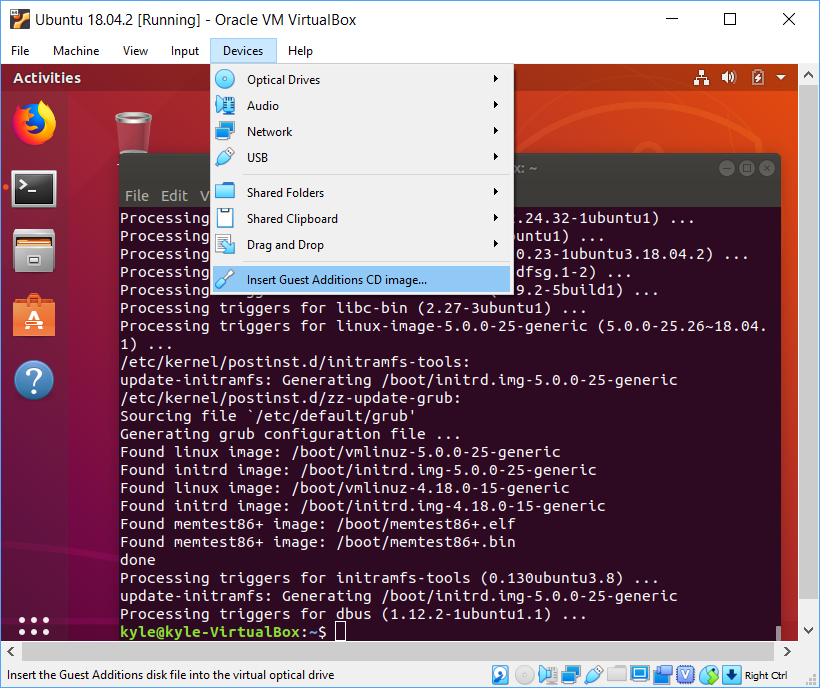 Ubuntu 18.04.2 [Running] - Oracle VM VirtualBox
File Machine View Input Devices Help
Activities
Optical Drives
Audio
Network
USB
Shared Folders
Shared Clipboard
Drag and Drop
Insert Guest Additions CD image...
x: ~
File Edit V
Processing .24.32-1ubuntu1) ...
Processing untu1) ...
Processing 0.23-1ubuntu3.18.04.2) ...
Processing dfsg.1-2) ...
Processing 9.2-5build1) ...
Processing triggers for libc-bin (2.27-3ubuntu1) ...
Processing triggers for linux-image-5.0.0-25-generic (5.0.0-25.26~18.04.
1) ...
/etc/kernel/postinst.d/initramfs-tools:
update-initramfs: Generating /boot/initrd.img-5.0.0-25-generic
/etc/kernel/postinst.d/zz-update-grub:
Sourcing file `/etc/default/grub'
Generating grub configuration file ...
Found linux image: /boot/vmlinuz-5.0.0-25-generic
Found initrd image: /boot/initrd.img-5.0.0-25-generic
Found linux image: /boot/vmlinuz-4.18.0-15-generic
Found initrd image: /boot/initrd.img-4.18.0-15-generic
Found memtest86+ image: /boot/memtest86+.elf
Found memtest86+ image: /boot/memtest86+.bin
done
Processing triggers for initramfs-tools (0.130ubuntu3.8) ...
update-initramfs: Generating /boot/initrd.img-5.0.0-25-generic
Processing triggers for dbus (1.12.2-1ubuntu1.1) ...
kyle@kyle-VirtualBox:~$
Insert the Guest Additions disk file into the virtual optical drive
Right Ctrl